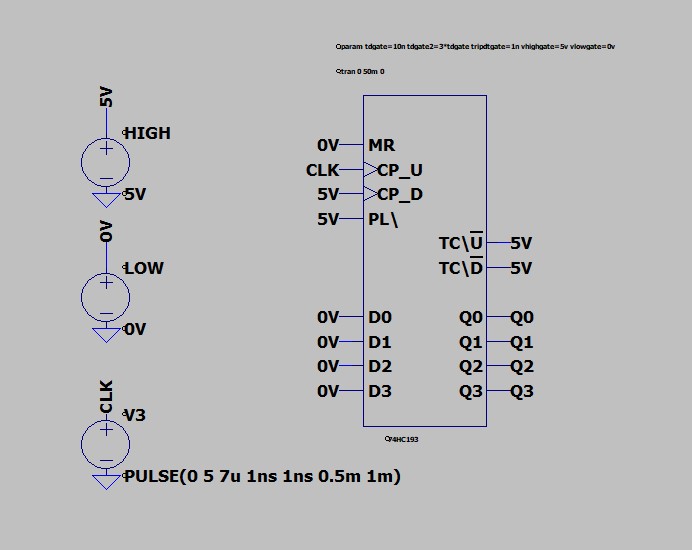 param tdgate=10n tdgate2=3*tdgate tripdtgate=1n vhighgate=5v vlowgate=0v
tran 0 50m 0
5V
HIGH
5V
0V
LOW
0V
CLK
V3
PULSE(0 5 7u 1ns 1ns 0.5m 1m)
0V MR
CLK CP_U
5V CP_D
5V PL\
TC\U̅ 5V
TC\D̅ 5V
0V D0 Q0 Q0
0V D1 Q1 Q1
0V D2 Q2 Q2
0V D3 Q3 Q3
74HC193